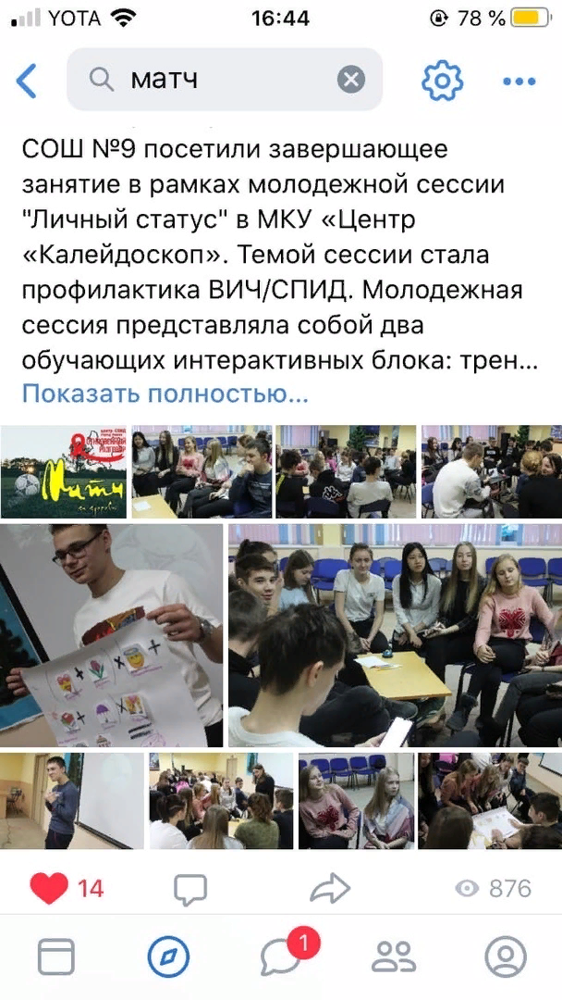 YOTA
16:44
78 %
матч
СОШ №9 посетили завершающее
занятие в рамках молодежной сессии
"Личный статус" в МКУ «Центр
«Калейдоскоп». Темой сессии стала
профилактика ВИЧ/СПИД. Молодежная
сессия представляла собой два
обучающих интерактивных блока: трен...
Показать полностью...
Матч
14
876
1